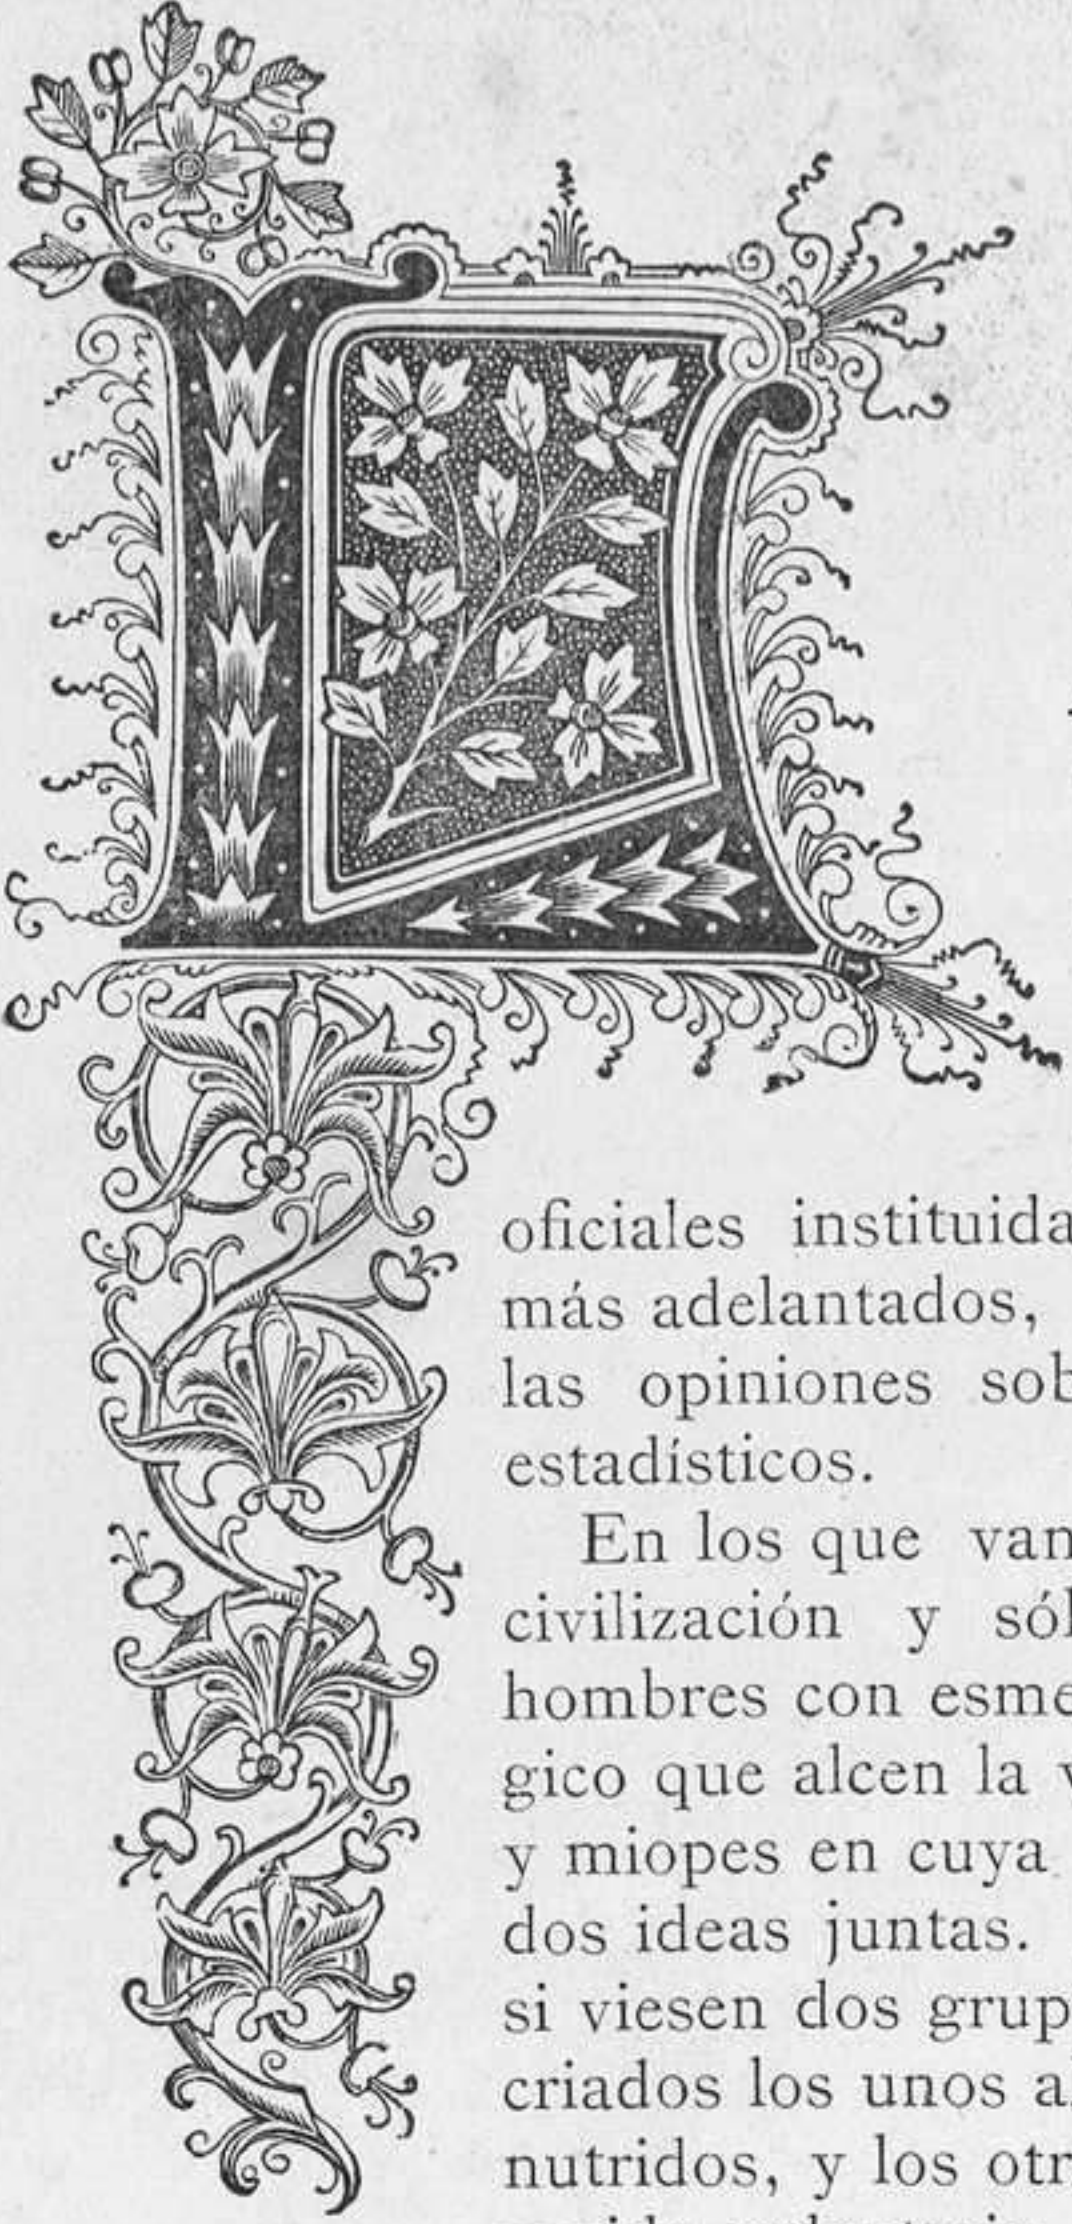 L
oficiales instituida
más adelantados,
las opiniones sob
estadísticos.
En los que van
civilización y sól
hombres con esme
gico que alcen la v
y miopes en cuya
dos ideas juntas.
si viesen dos grup
criados los unos al
nutridos, y los otr